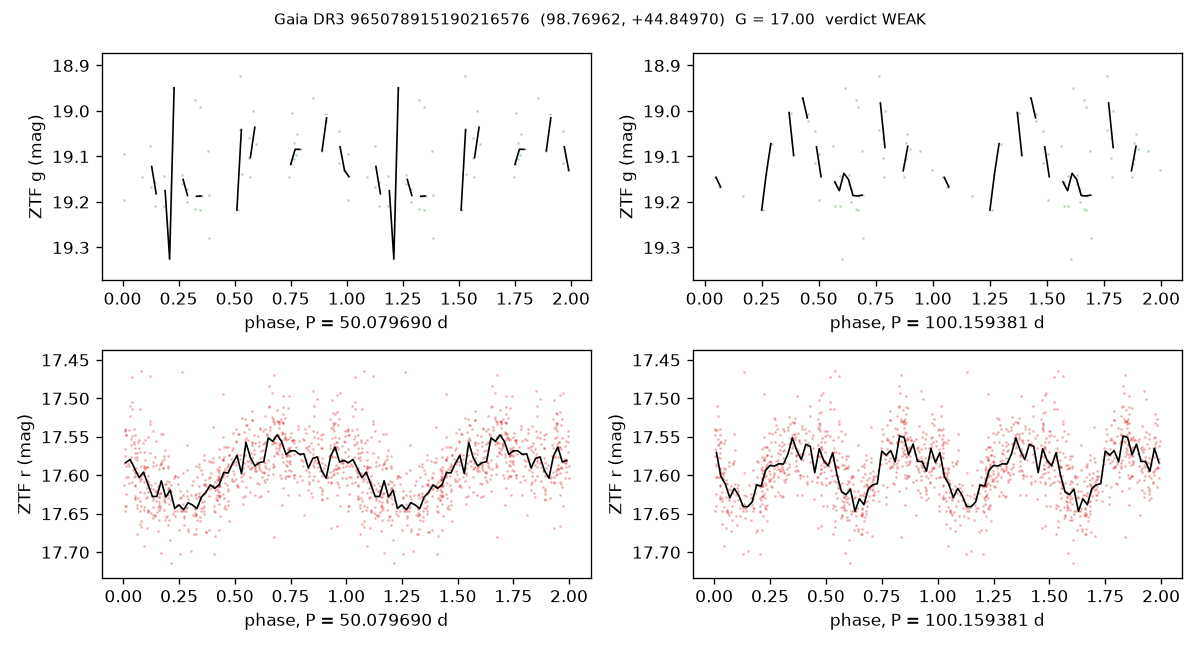 Gaia DR3 965078915190216576  (98.76962, +44.84970)  G = 17.00  verdict WEAK
18.9
19.0
19.1
19.2
19.3
ZTF g (mag)
0.00 0.25 0.50 0.75 1.00 1.25 1.50 1.75 2.00
phase, P = 50.079690 d
18.9
19.0
19.1
19.2
19.3
ZTF g (mag)
0.00 0.25 0.50 0.75 1.00 1.25 1.50 1.75 2.00
phase, P = 100.159381 d
17.45
17.50
17.55
17.60
17.65
17.70
ZTF r (mag)
0.00 0.25 0.50 0.75 1.00 1.25 1.50 1.75 2.00
phase, P = 50.079690 d
17.45
17.50
17.55
17.60
17.65
17.70
ZTF r (mag)
0.00 0.25 0.50 0.75 1.00 1.25 1.50 1.75 2.00
phase, P = 100.159381 d